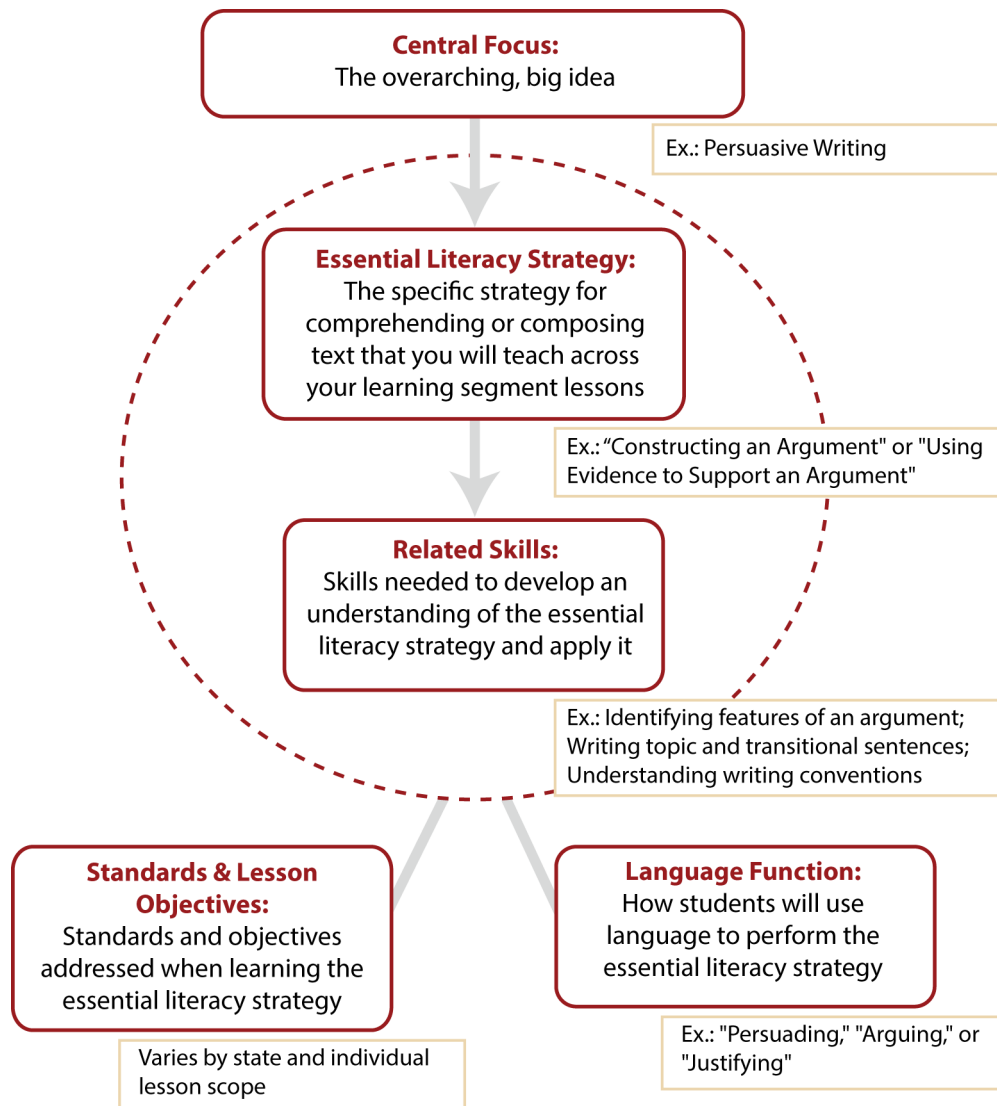 Central Focus:
The overarching, big idea
Ex.: Persuasive Writing
Essential Literacy Strategy:
The specific strategy for
comprehending or composing
text that you will teach across
your learning segment lessons
Ex.: “Constructing an Argument" or "Using
Evidence to Support an Argument"
Related Skills:
Skills needed to develop an
understanding of the essential
literacy strategy and apply it
Ex.: Identifying features of an argument;
Writing topic and transitional sentences;
Understanding writing conventions
Standards & Lesson
Objectives:
Standards and objectives
addressed when learning the
essential literacy strategy
Varies by state and individual
lesson scope
Language Function:
How students will use
language to perform the
essential literacy strategy
Ex.: "Persuading," "Arguing," or
"Justifying"